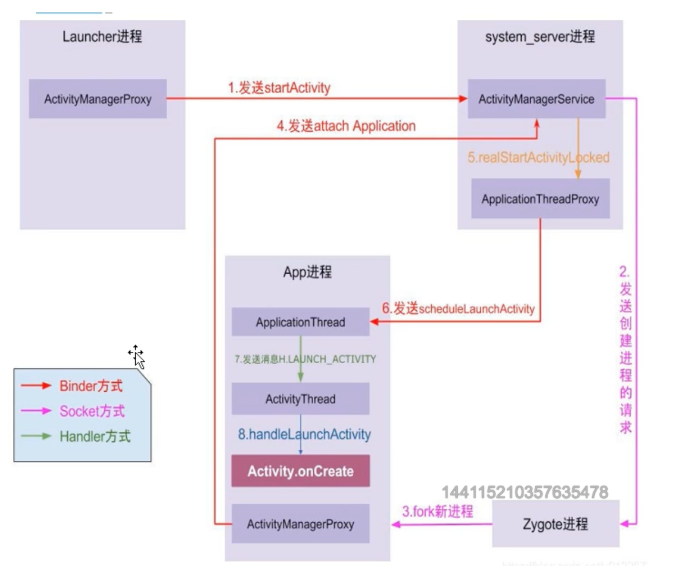 Launcher进程
system_server进程
ActivityManagerProxy
1.发送startActivity
ActivityManagerService
4.发送attach Application
5.realStartActivityLocked
ApplicationThreadProxy
2.发送创建进程的请求
App进程
6.发送scheduleLaunchActivity
ApplicationThread
7.发送消息H.LAUNCH_ACTIVITY
Binder方式
ActivityThread
Socket方式
8.handleLaunchActivity
Handler方式
Activity.onCreate
144115210357635478
3.fork新进程
ActivityManagerProxy
Zygote进程